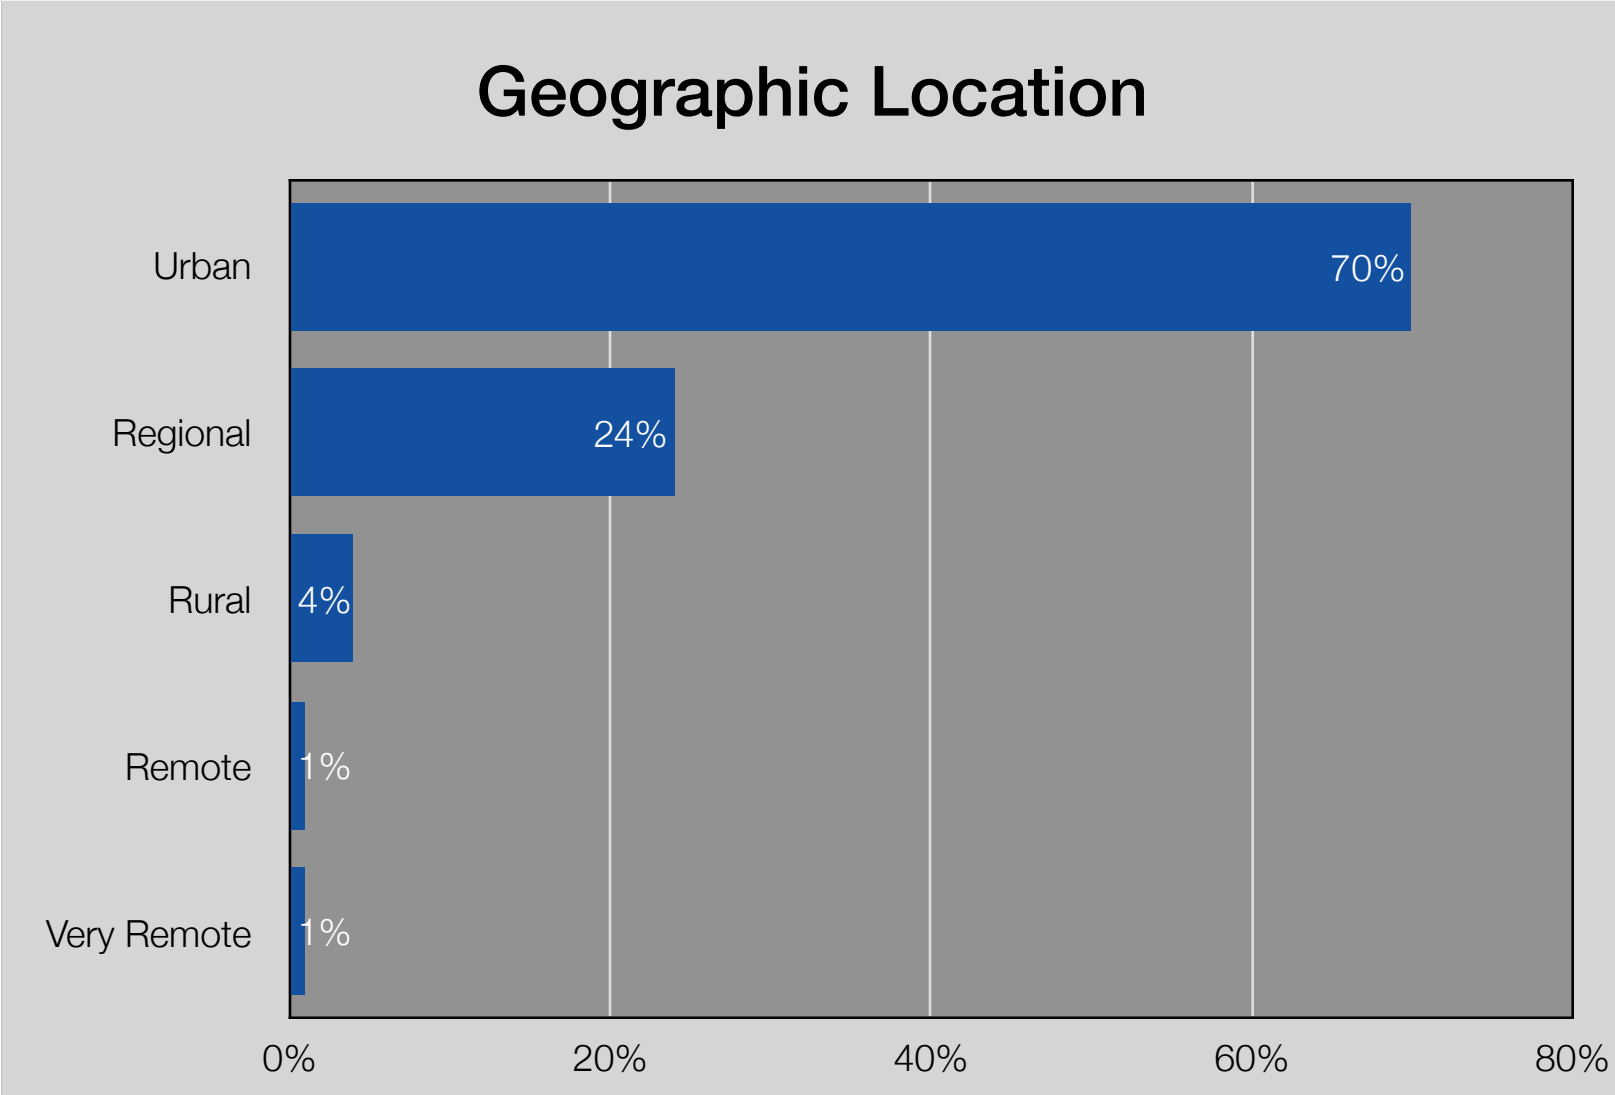 Geographic Location
Urban
70%
Regional
24%
Rural
4%
Remote
1%
Very Remote
1%
0% 20% 40% 60% 80%